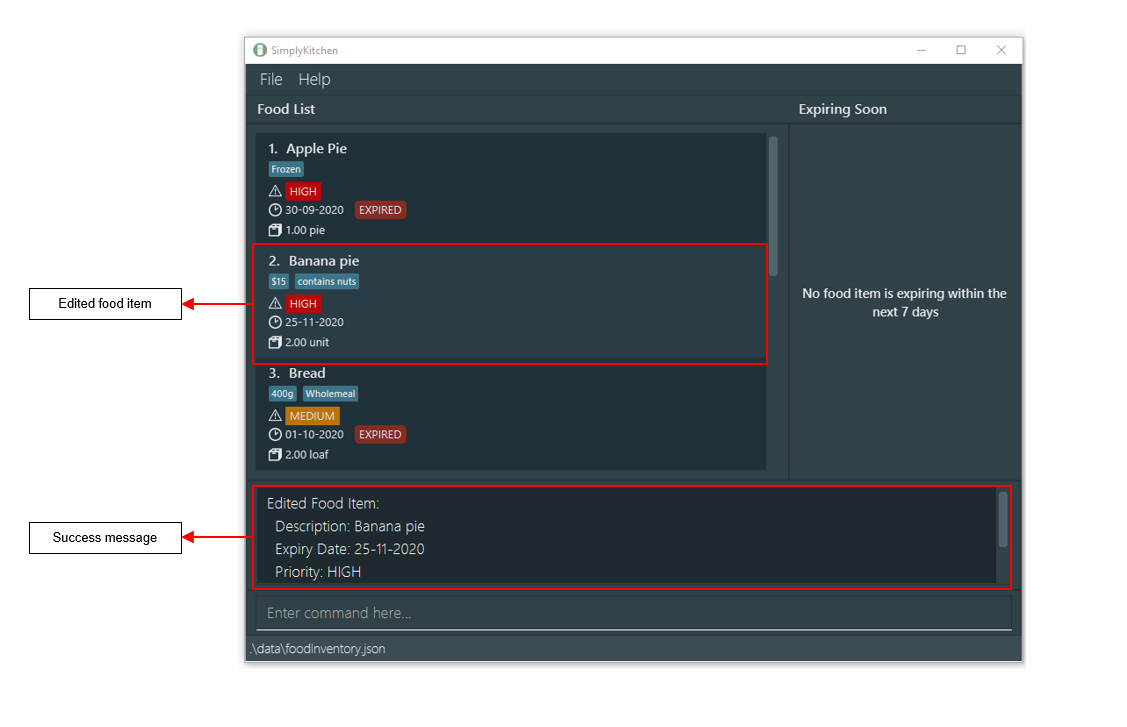 SimplyKitchen
File Help
Food List
Expiring Soon
1. Apple Pie
Frozen
HIGH
30-09-2020 EXPIRED
1.00 pie
2. Banana pie
$15 contains nuts
HIGH
25-11-2020
2.00 unit
3. Bread
400g Wholemeal
MEDIUM
01-10-2020 EXPIRED
2.00 loaf
No food item is expiring within the
next 7 days
Edited food item
Edited Food Item:
Description: Banana pie
Expiry Date: 25-11-2020
Priority: HIGH
Success message
Enter command here...
.\data\foodInventory.json